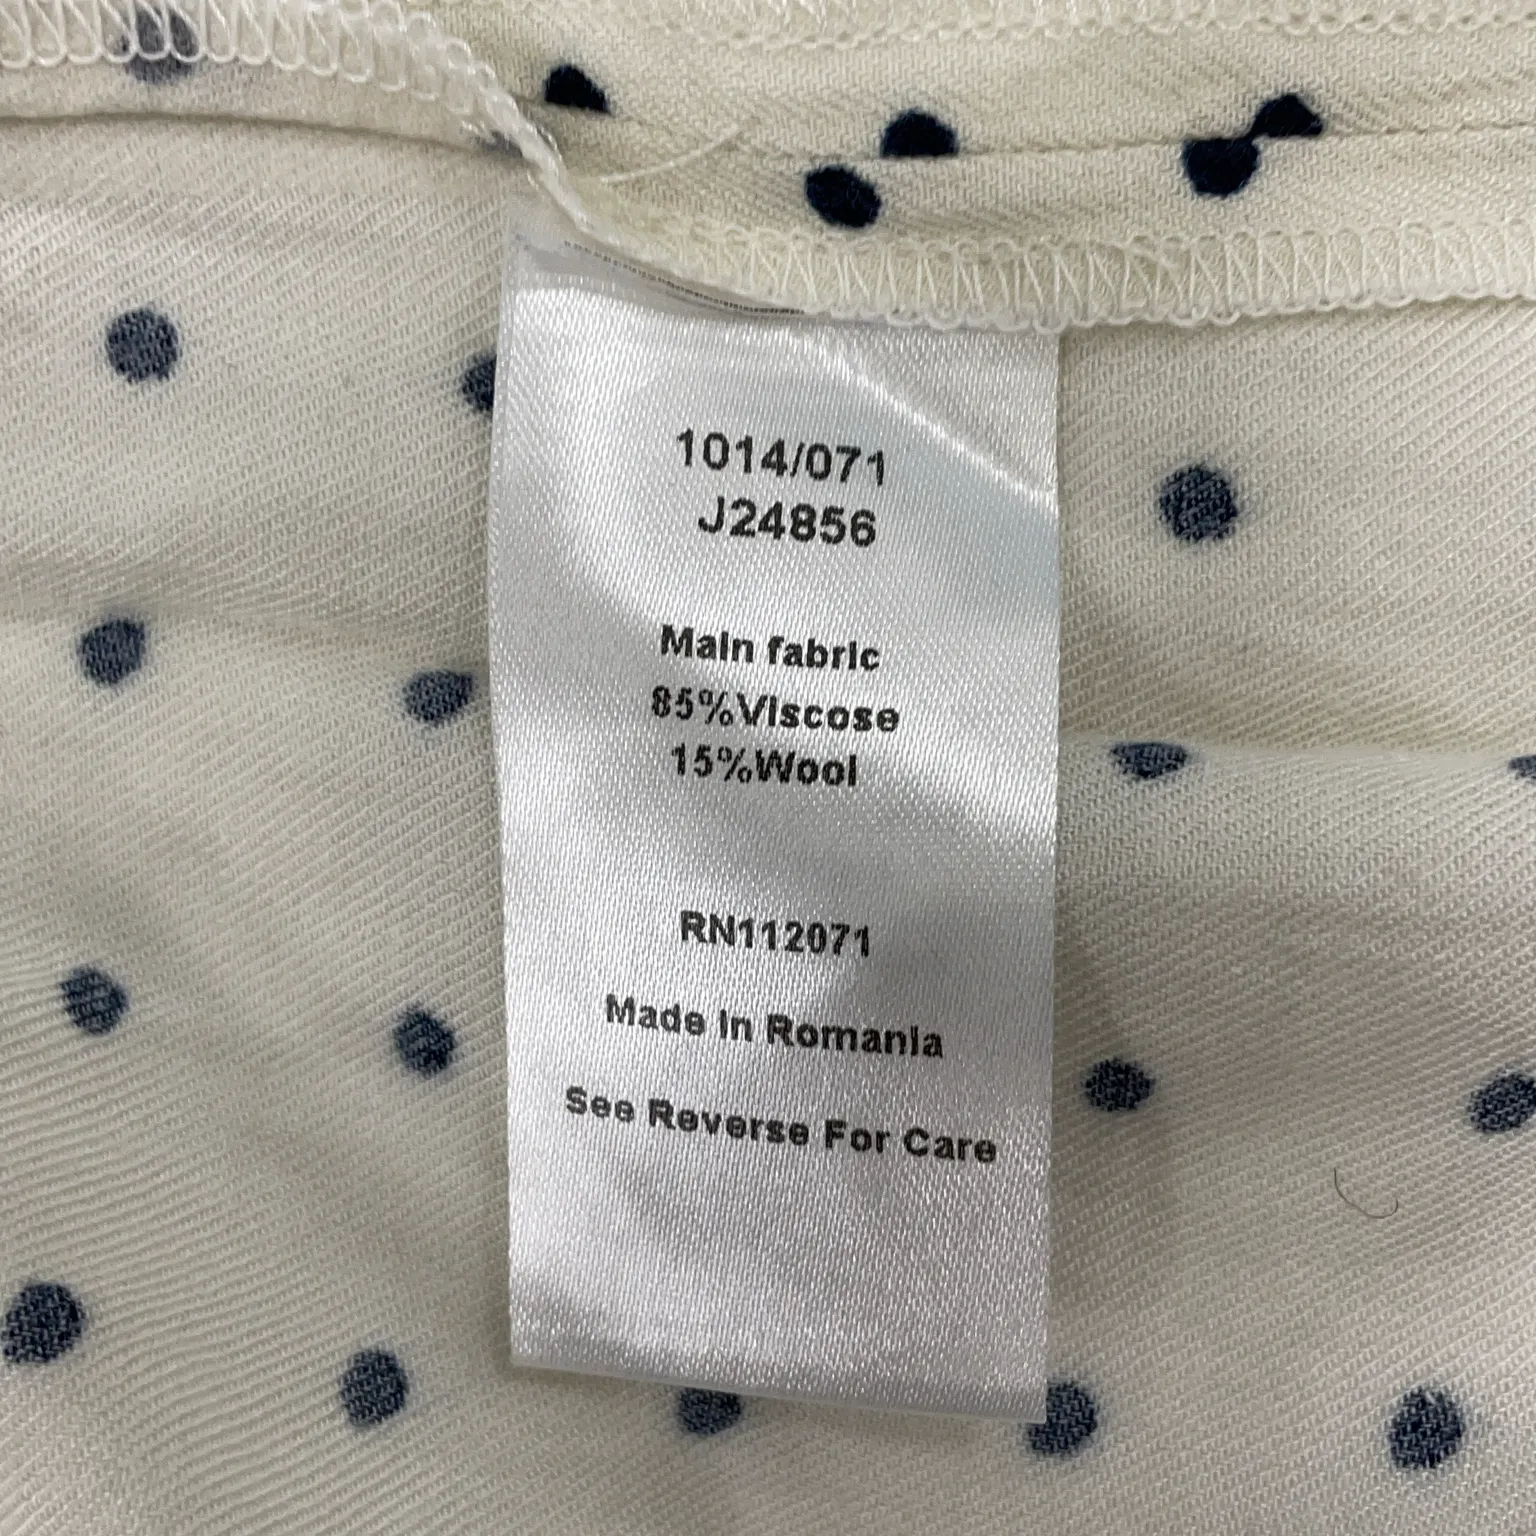 1014/071
J24856
Main fabric
85%Viscose
15%Wool
RN112071
Made In Romania
See Reverse For Care